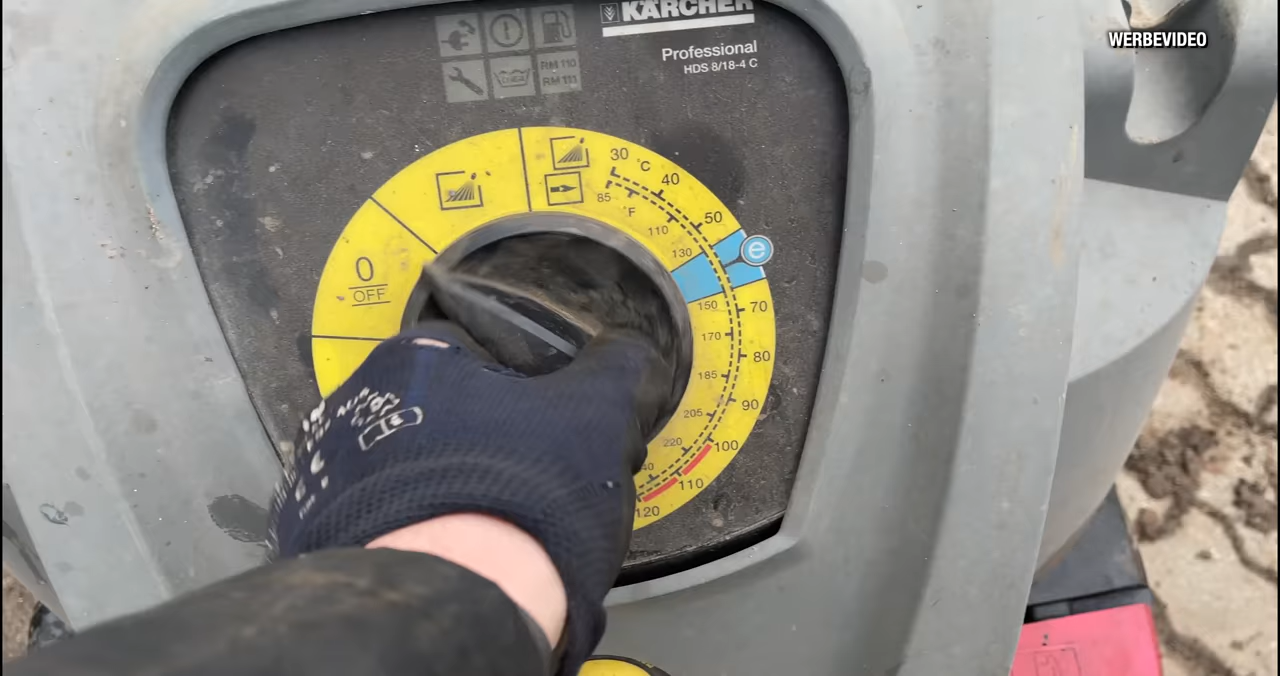 KÄRCHER
WERBEVIDEO
Professional
HDS 8/18-4 C
RM 110
RM 111
30 °C
40
85 °F
50
110
130
e
0
OFF
150
70
170
80
185
90
205
100
220
110
120